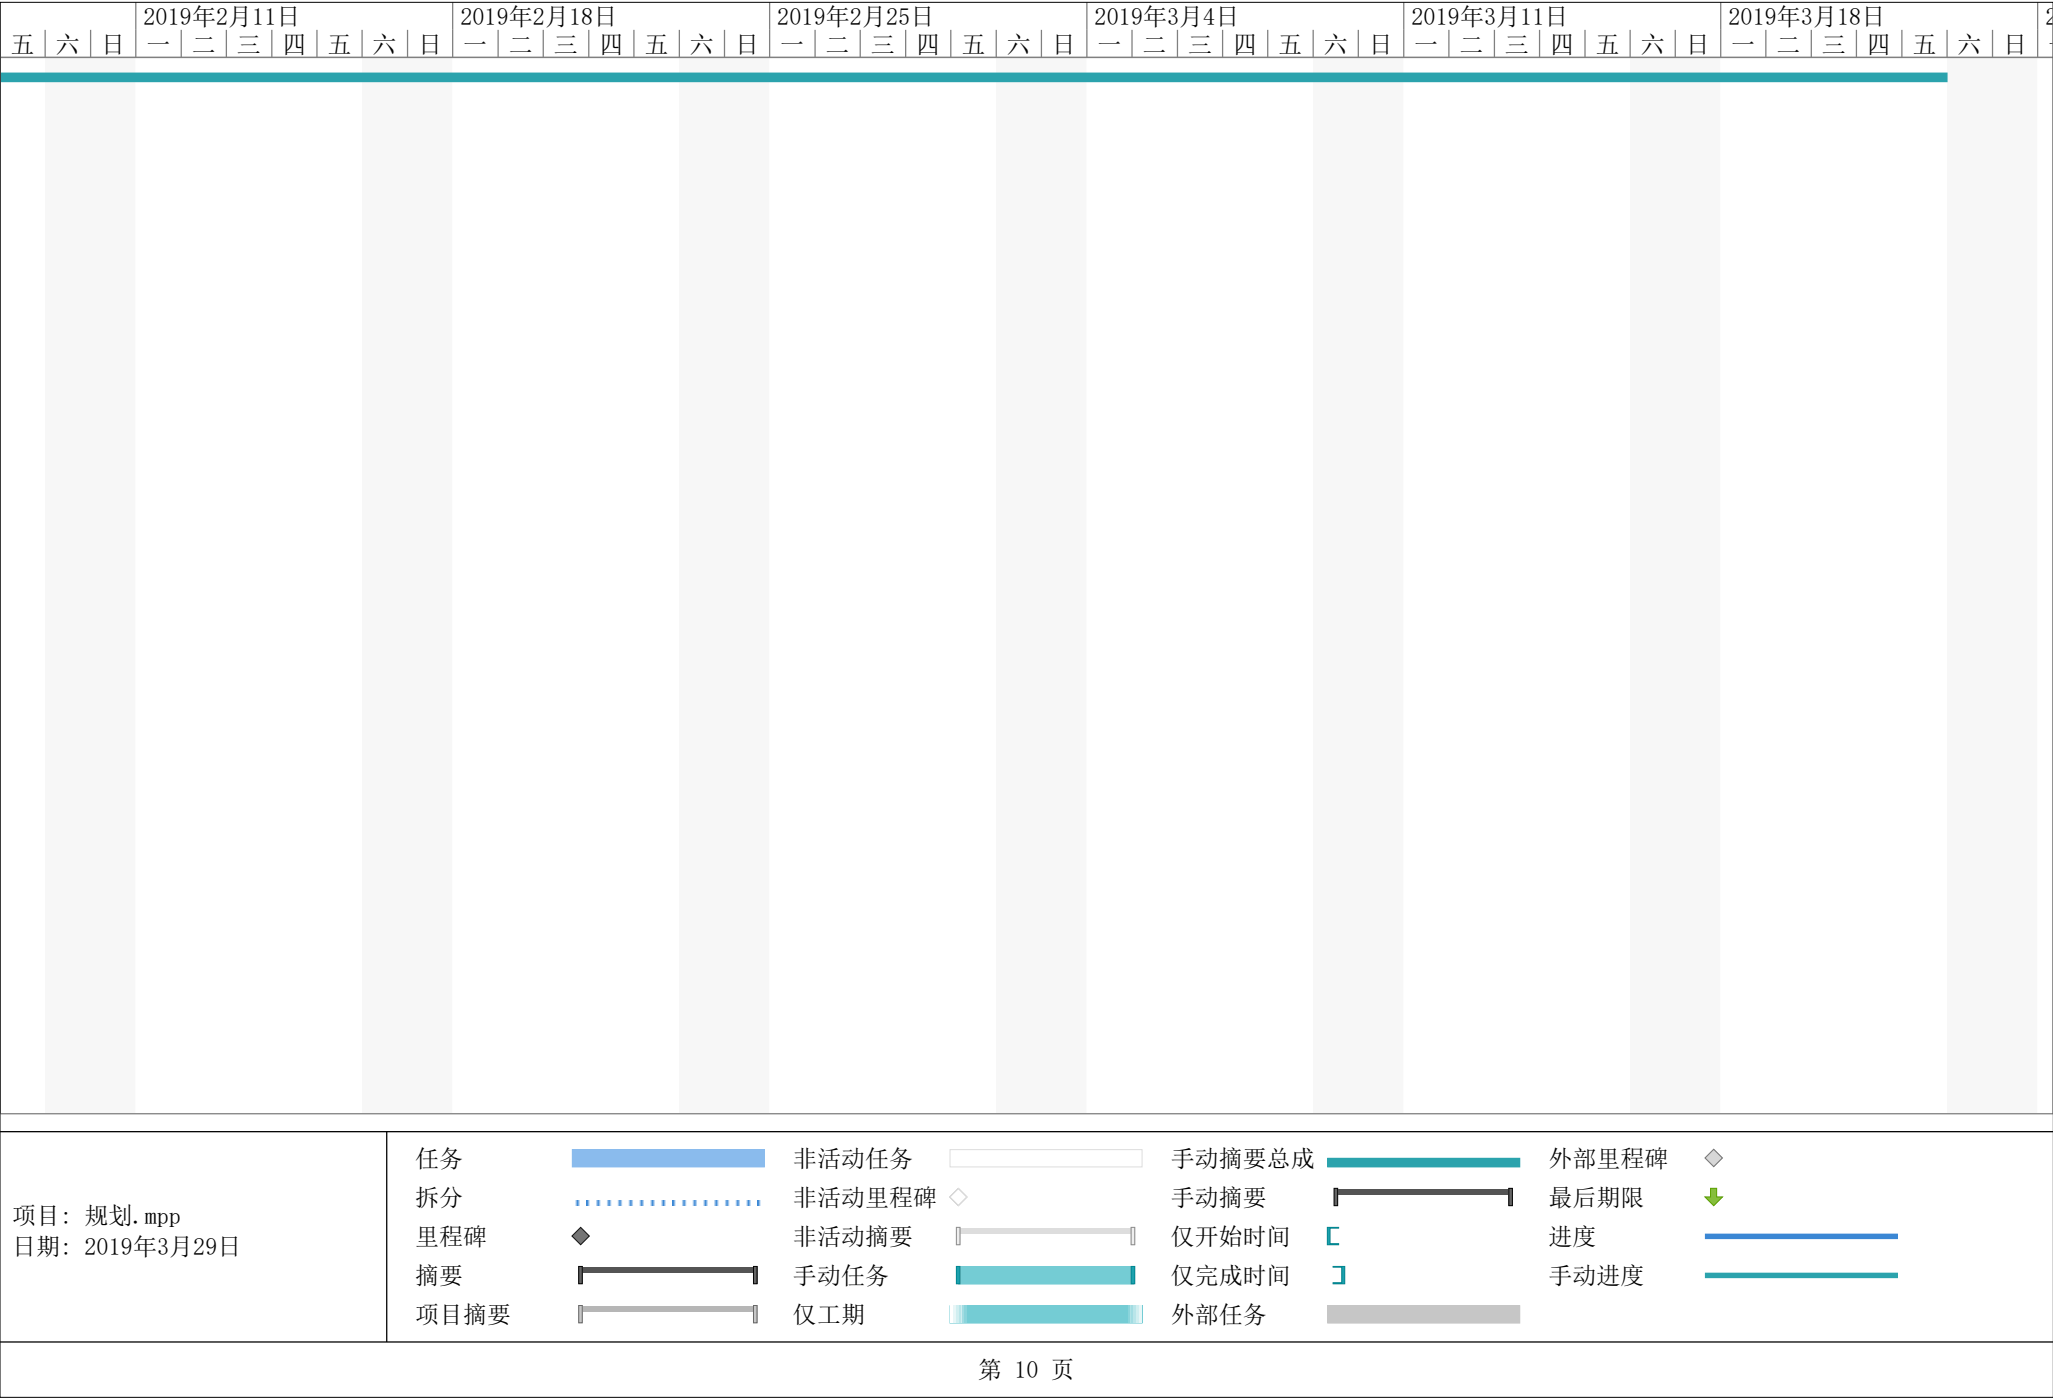 2019年2月11日 2019年2月18日 2019年2月25日 2019年3月4日 2019年3月11日 2019年3月18日
五 六 日 一 二 三 四 五 六 日 一 二 三 四 五 六 日 一 二 三 四 五 六 日 一 二 三 四 五 六 日 一 二 三 四 五 六 日 一 二 三 四 五 六 日
项目: 规划.mpp
日期: 2019年3月29日
任务 非活动任务 手动摘要总成 外部里程碑
拆分 非活动里程碑 手动摘要 最后期限
里程碑 非活动摘要 仅开始时间 进度
摘要 手动任务 仅完成时间 手动进度
项目摘要 仅工期 外部任务
第 10 页